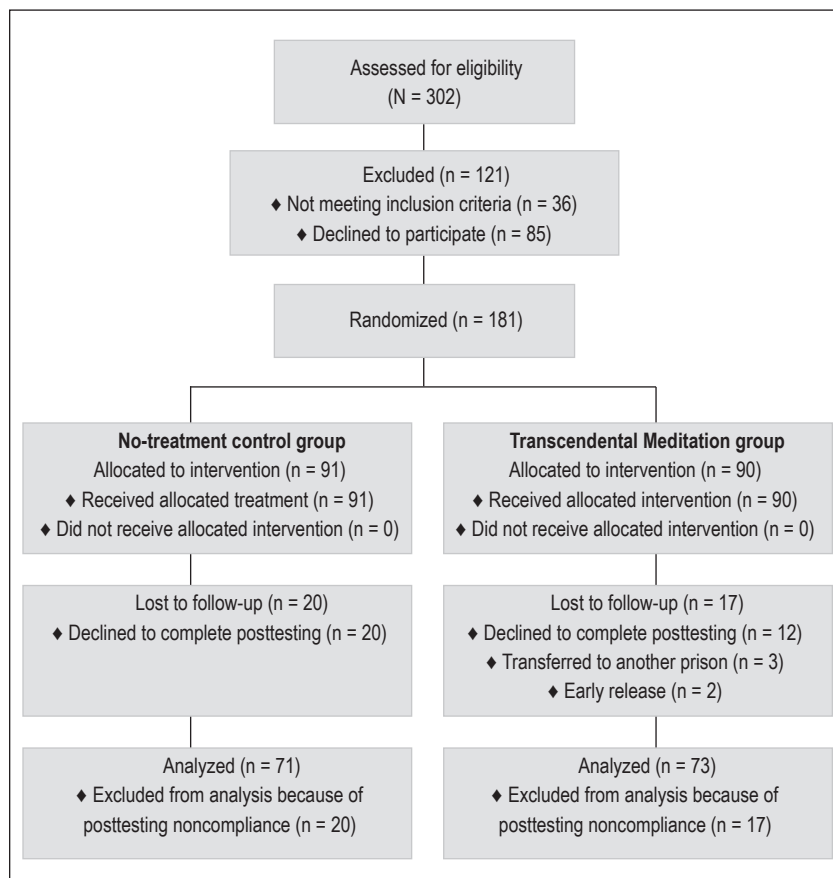 Assessed for eligibility
(N = 302)
Excluded (n = 121)
♦ Not meeting inclusion criteria (n = 36)
♦ Declined to participate (n = 85)
Randomized (n = 181)
No-treatment control group
Allocated to intervention (n = 91)
♦ Received allocated treatment (n = 91)
♦ Did not receive allocated intervention (n = 0)
Transcendental Meditation group
Allocated to intervention (n = 90)
♦ Received allocated intervention (n = 90)
♦ Did not receive allocated intervention (n = 0)
Lost to follow-up (n = 20)
♦ Declined to complete posttesting (n = 20)
Lost to follow-up (n = 17)
♦ Declined to complete posttesting (n = 12)
♦ Transferred to another prison (n = 3)
♦ Early release (n = 2)
Analyzed (n = 71)
♦ Excluded from analysis because of
posttesting noncompliance (n = 20)
Analyzed (n = 73)
♦ Excluded from analysis because of
posttesting noncompliance (n = 17)